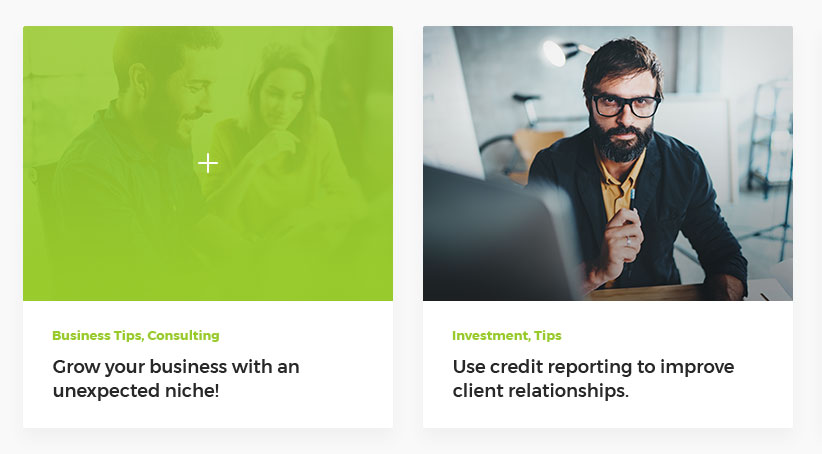 Business Tips, Consulting
Grow your business with an
unexpected niche!
Investment, Tips
Use credit reporting to improve
client relationships.